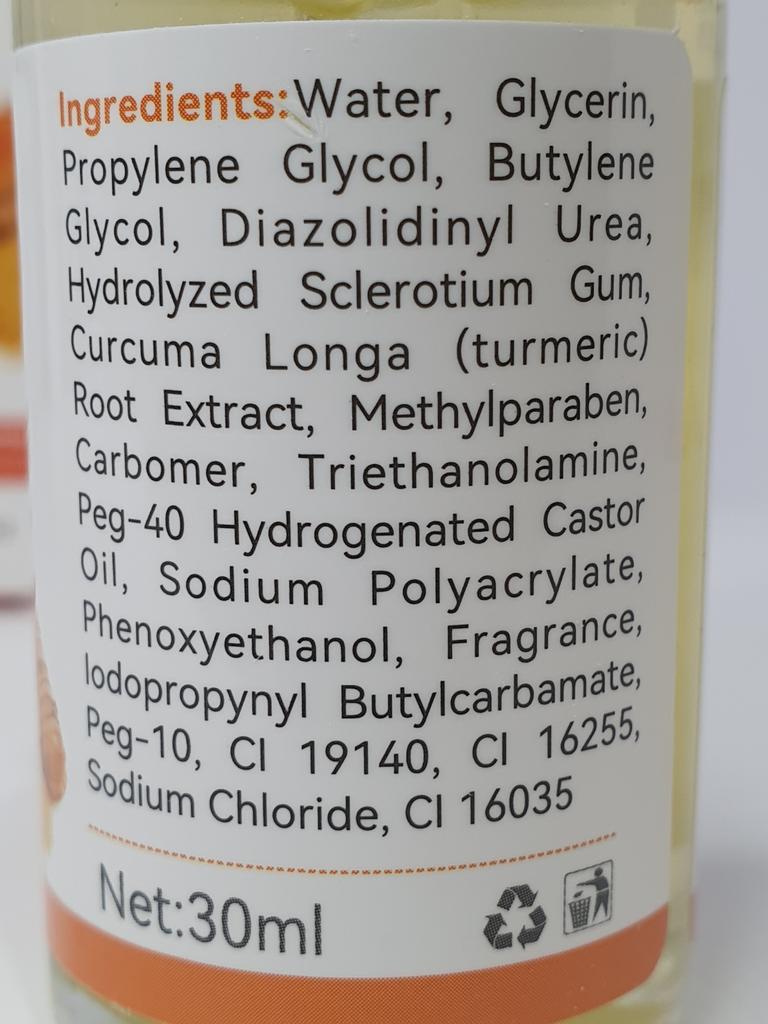 Ingredients: Water, Glycerin,
Propylene Glycol, Butylene
Glycol, Diazolidinyl Urea,
Hydrolyzed Sclerotium Gum,
Curcuma Longa (turmeric)
Root Extract, Methylparaben,
Carbomer, Triethanolamine,
Peg-40 Hydrogenated Castor
Oil, Sodium Polyacrylate,
Phenoxyethanol, Fragrance,
Iodopropynyl Butylcarbamate,
Peg-10, CI 19140, CI 16255,
Sodium Chloride, CI 16035
Net:30ml